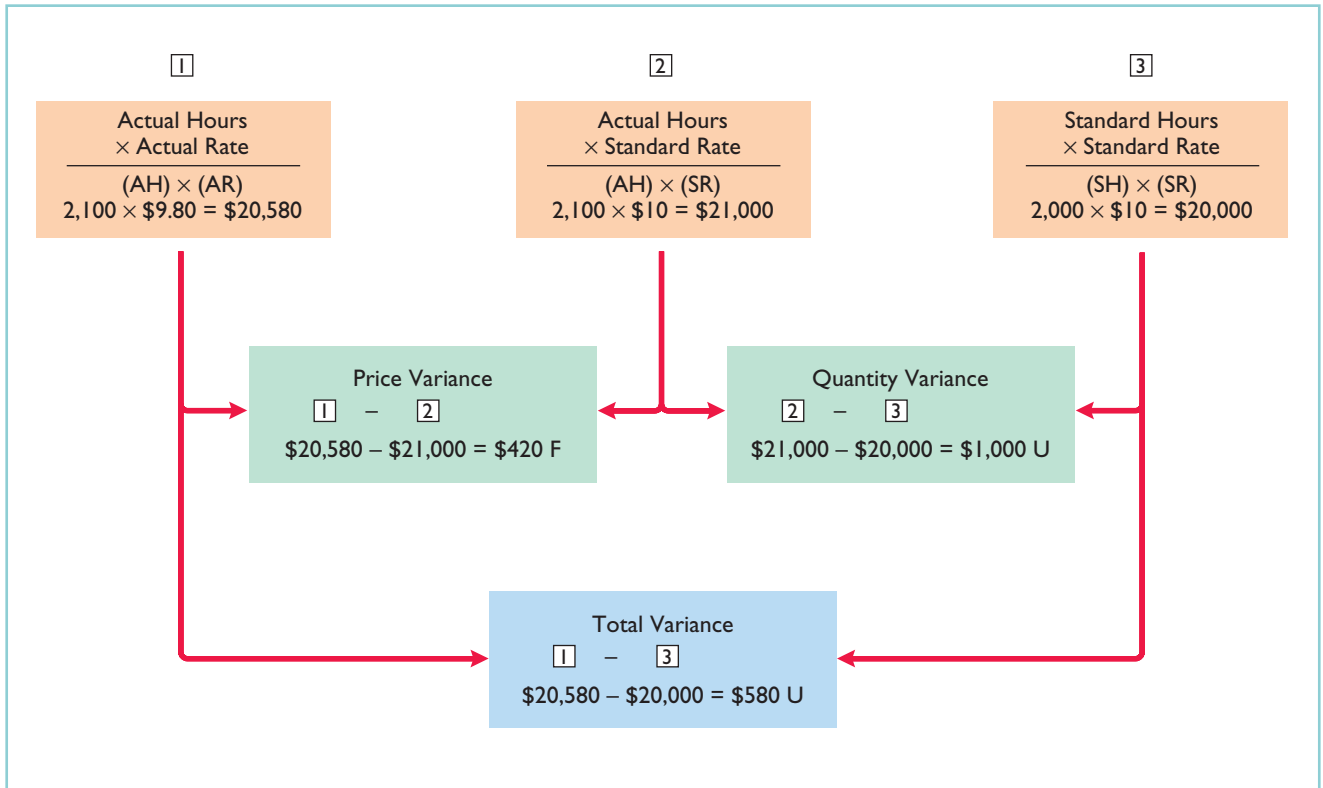 1
2
3
Actual Hours
× Actual Rate
(AH) × (AR)
2,100 × $9.80 = $20,580
Actual Hours
× Standard Rate
(AH) × (SR)
2,100 × $10 = $21,000
Standard Hours
× Standard Rate
(SH) × (SR)
2,000 × $10 = $20,000
Price Variance
1 – 2
$20,580 – $21,000 = $420 F
Quantity Variance
2 – 3
$21,000 – $20,000 = $1,000 U
Total Variance
1 – 3
$20,580 – $20,000 = $580 U